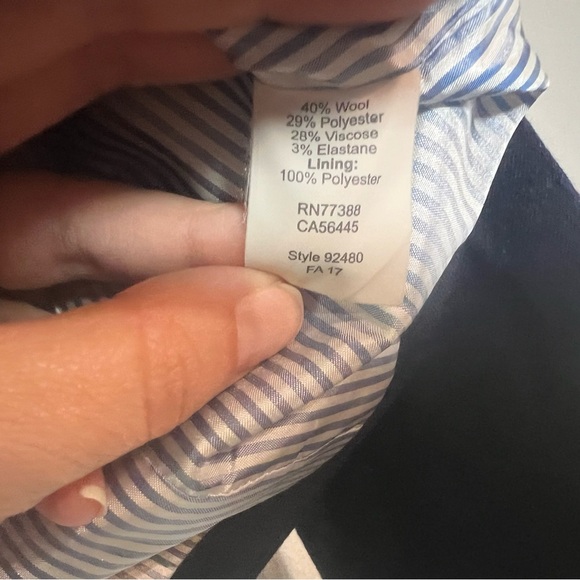 40% Wool
29% Polyester
28% Viscose
3% Elastane
Lining:
100% Polyester
RN77388
CA56445
Style 92480
FA 17